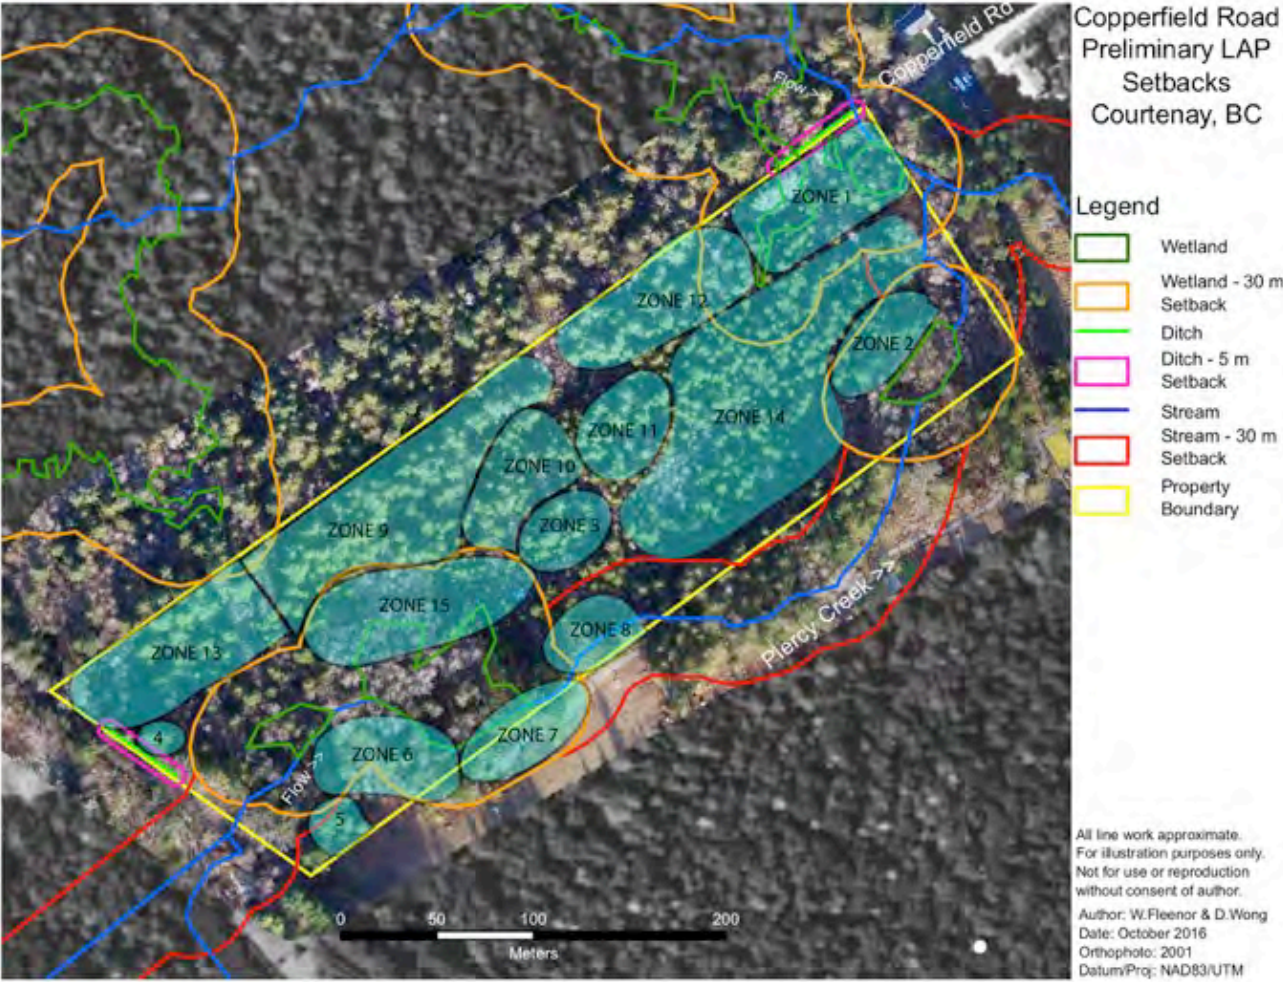 Copperfield Road
Preliminary LAP
Setbacks
Courtenay, BC
Legend
Wetland
Wetland - 30 m
Setback
Ditch
Ditch - 5 m
Setback
Stream
Stream - 30 m
Setback
Property
Boundary
Copperfield Rd
Flow >
ZONE 1
ZONE 12
ZONE 2
ZONE 14
ZONE 11
ZONE 10
ZONE 3
ZONE 9
ZONE 15
ZONE 8
ZONE 13
Piercy Creek >>
4
ZONE 7
ZONE 6
Flow
5
0 50 100 200
Meters
All line work approximate.
For illustration purposes only.
Not for use or reproduction
without consent of author.
Author: W.Fleenor & D.Wong
Date: October 2016
Orthophoto: 2001
Datum/Proj: NAD83/UTM